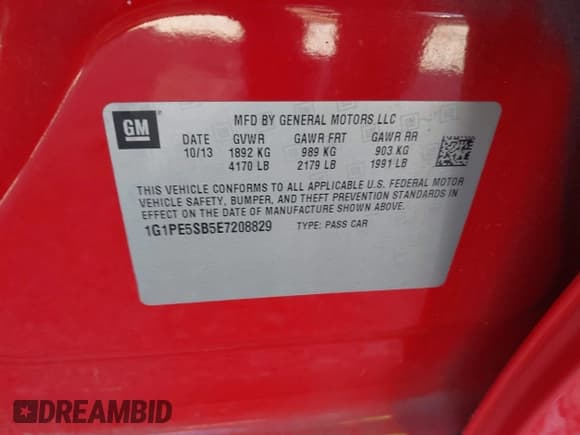 GM
MFD BY GENERAL MOTORS LLC
DATE GVWR GAWR FRT GAWR RR
10/13 1892 KG 989 KG 903 KG
4170 LB 2179 LB 1991 LB
THIS VEHICLE CONFORMS TO ALL APPLICABLE U.S. FEDERAL MOTOR
VEHICLE SAFETY, BUMPER, AND THEFT PREVENTION STANDARDS IN
EFFECT ON THE DATE OF MANUFACTURE SHOWN ABOVE.
1G1PE5SB5E7208829 TYPE: PASS CAR
DREAMBID